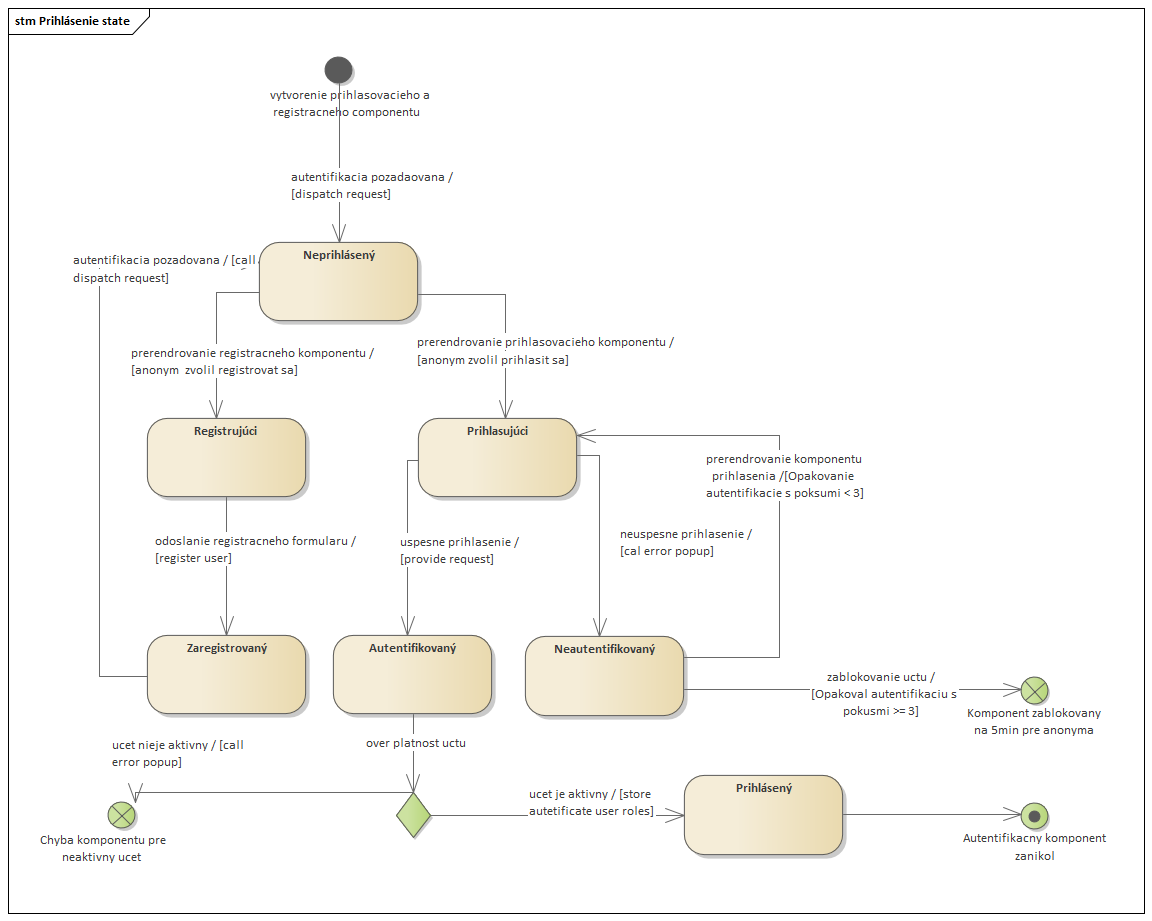 stm Prihlásenie state
vytvorenie prihlasovacieho a
registracneho componentu
autentifikacia pozadaovana /
[dispatch request]
Neprihlásený
autentifikacia pozadovana / [call
dispatch request]
prerendrovanie registracneho komponentu /
[anonym zvolil registrovat sa]
prerendrovanie prihlasovacieho komponentu /
[anonym zvolil prihlasit sa]
Registrujúci
Prihlasujúci
prerendrovanie komponentu
prihlasenia /[Opakovanie
autentifikacie s poksumi < 3]
odoslanie registracneho formularu /
[register user]
uspesne prihlasenie /
[provide request]
neuspesne prihlasenie /
[cal error popup]
Zaregistrovaný
Autentifikovaný
Neautentifikovaný
zablokovanie uctu /
[Opakoval autentifikaciu s
pokusmi >= 3]
Komponent zablokovany
na 5min pre anonyma
ucet nieje aktivny / [call
error popup]
over platnost uctu
Chyba komponentu pre
neaktivny ucet
ucet je aktivny / [store
autetificate user roles]
Prihlásený
Autentifikacny komponent
zanikol